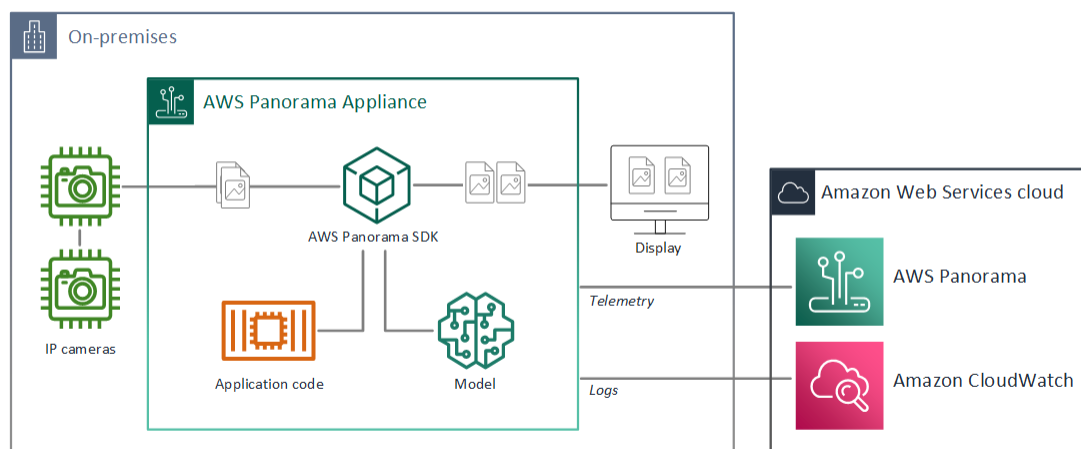 On-premises
AWS Panorama Appliance
Amazon Web Services cloud
AWS Panorama SDK
Display
AWS Panorama
Telemetry
IP cameras
Application code
Model
Logs
Amazon CloudWatch